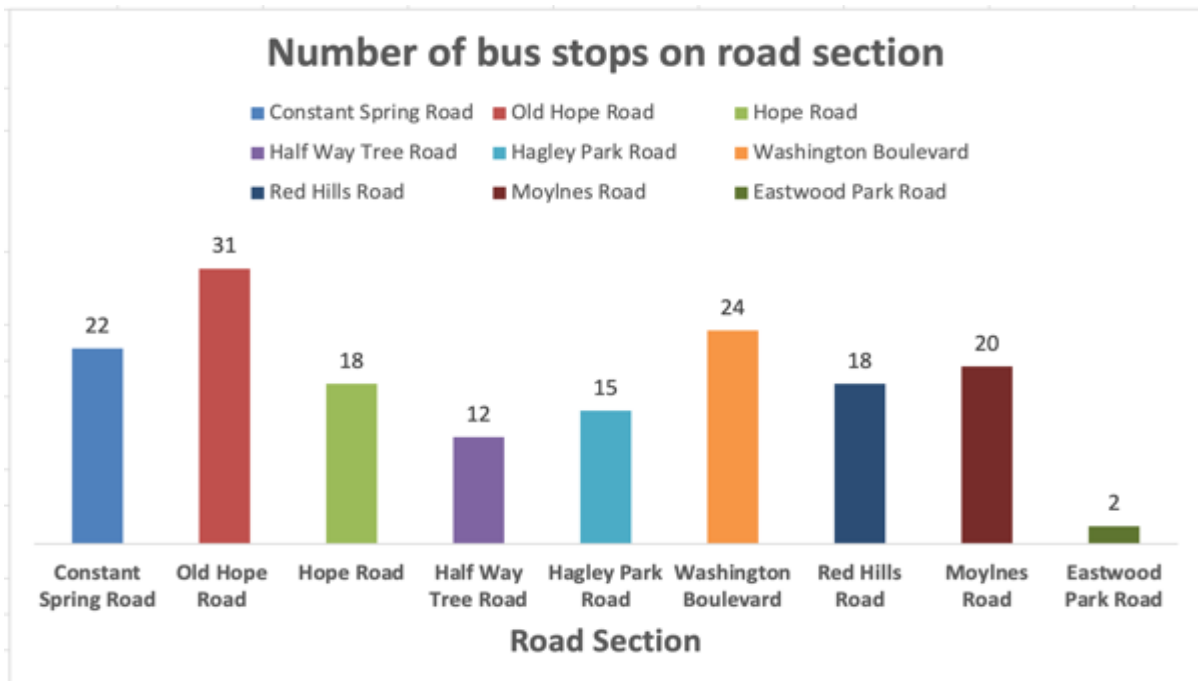 Number of bus stops on road section
Constant Spring Road
Old Hope Road
Hope Road
Half Way Tree Road
Hagley Park Road
Washington Boulevard
Red Hills Road
Moylnes Road
Eastwood Park Road
22
31
18
12
15
24
18
20
2
Constant
Spring Road
Old Hope
Road
Hope Road
Half Way
Tree Road
Hagley Park
Road
Washington
Boulevard
Red Hills
Road
Moylnes
Road
Eastwood
Park Road
Road Section